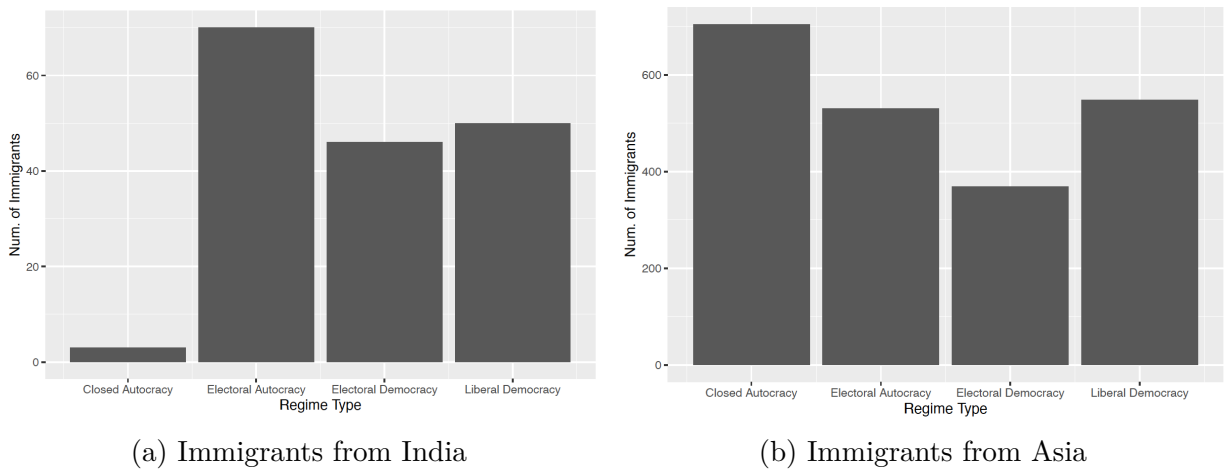 Num. of Immigrants
60
40
20
0
Closed Autocracy Electoral Autocracy Electoral Democracy Liberal Democracy
Regime Type
(a) Immigrants from India
Num. of Immigrants
600
400
200
0
Closed Autocracy Electoral Autocracy Electoral Democracy Liberal Democracy
Regime Type
(b) Immigrants from Asia